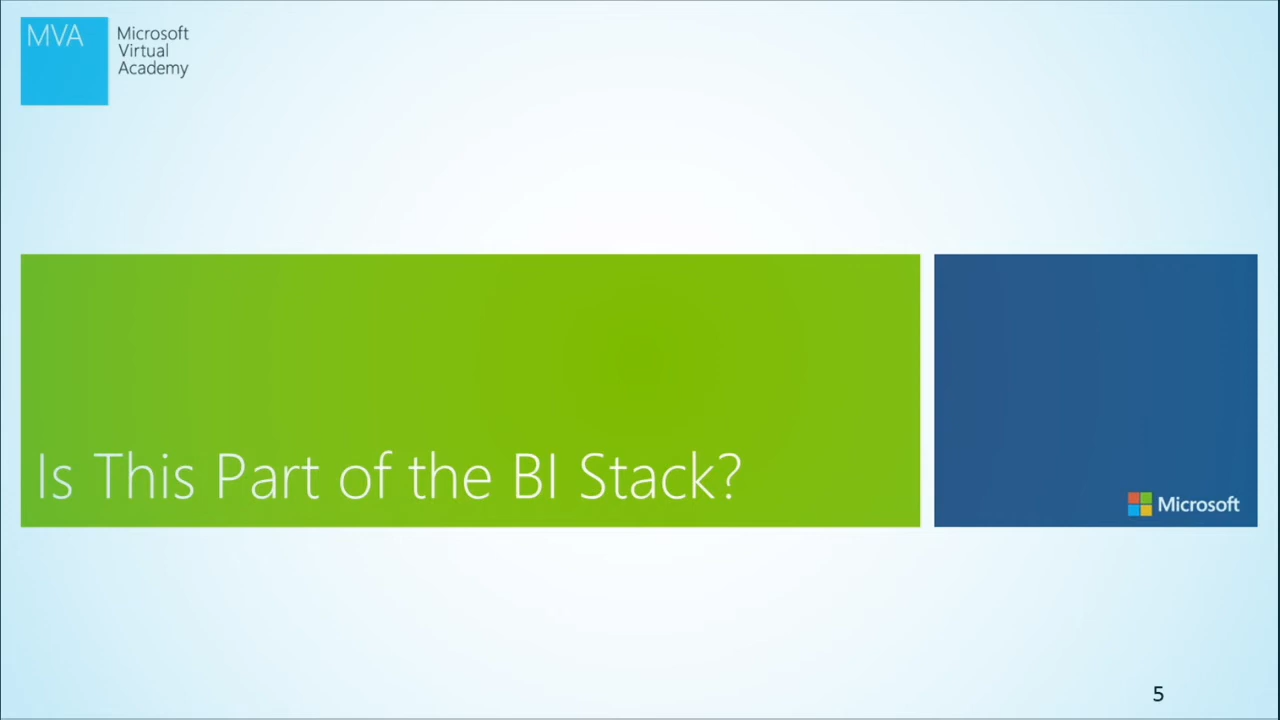 MVA
Microsoft
Virtual
Academy
Is This Part of the BI Stack?
Microsoft
5